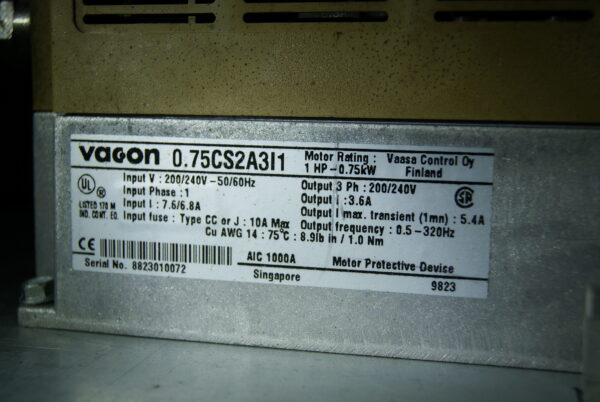 VACON 0.75CS2A3I1
Motor Rating :
1 HP - 0.75kW
Vaasa Control Oy
Finland
UL
®
LISTED 170 M
IND. CONT. EQ.
Input V : 200/240V - 50/60Hz
Input Phase : 1
Input I : 7.6/6.8A
Input fuse : Type CC or J : 10A Max
Cu AWG 14 : 75°C : 8.9lb in / 1.0 Nm
Output 3 Ph : 200/240V
Output I : 3.6A
Output I max. transient (1mn) : 5.4A
Output frequency : 0.5 - 320Hz
CE
Serial No. 8823010072
AIC 1000A
Motor Protective Device
Singapore
9823